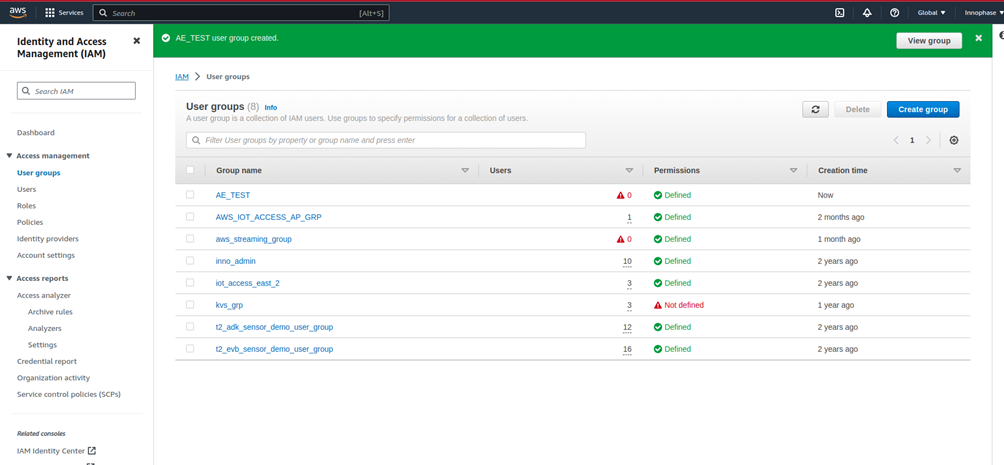 aws
Services
Search
[Alt+S]
Global
Innophase
Identity and Access
Management (IAM)
Search IAM
Dashboard
Access management
User groups
Users
Roles
Policies
Identity providers
Account settings
Access reports
Access analyzer
Archive rules
Analyzers
Settings
Credential report
Organization activity
Service control policies (SCPs)
Related consoles
IAM Identity Center
AE_TEST user group created.
View group
IAM
User groups
User groups (8) Info
A user group is a collection of IAM users. Use groups to specify permissions for a collection of users.
Delete
Create group
Filter User groups by property or group name and press enter
1
Group name Users Permissions Creation time
AE_TEST 0 Defined Now
AWS_IOT_ACCESS_AP_GRP 1 Defined 2 months ago
aws_streaming_group 0 Defined 1 month ago
inno_admin 10 Defined 2 years ago
iot_access_east_2 3 Defined 2 years ago
kvs_grp 3 Not defined 1 year ago
t2_adk_sensor_demo_user_group 12 Defined 2 years ago
t2_evb_sensor_demo_user_group 16 Defined 2 years ago